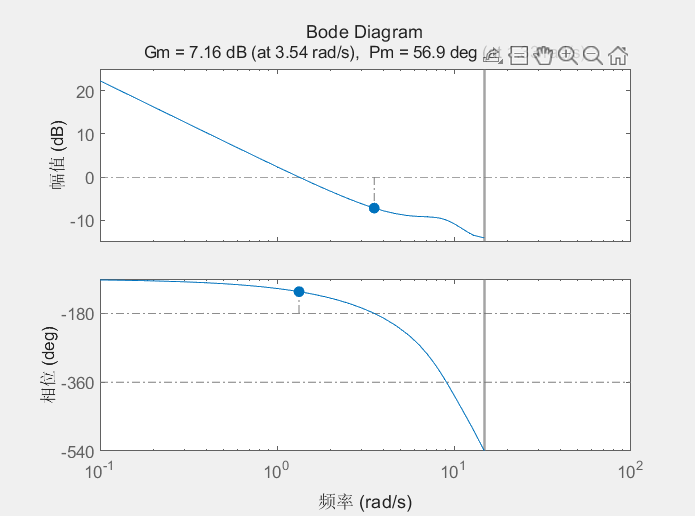 Bode Diagram
Gm = 7.16 dB (at 3.54 rad/s), Pm = 56.9 deg
20
10
0
-10
幅值 (dB)
-180
-360
-540
相位 (deg)
10^-1
10^0
10^1
10^2
频率 (rad/s)